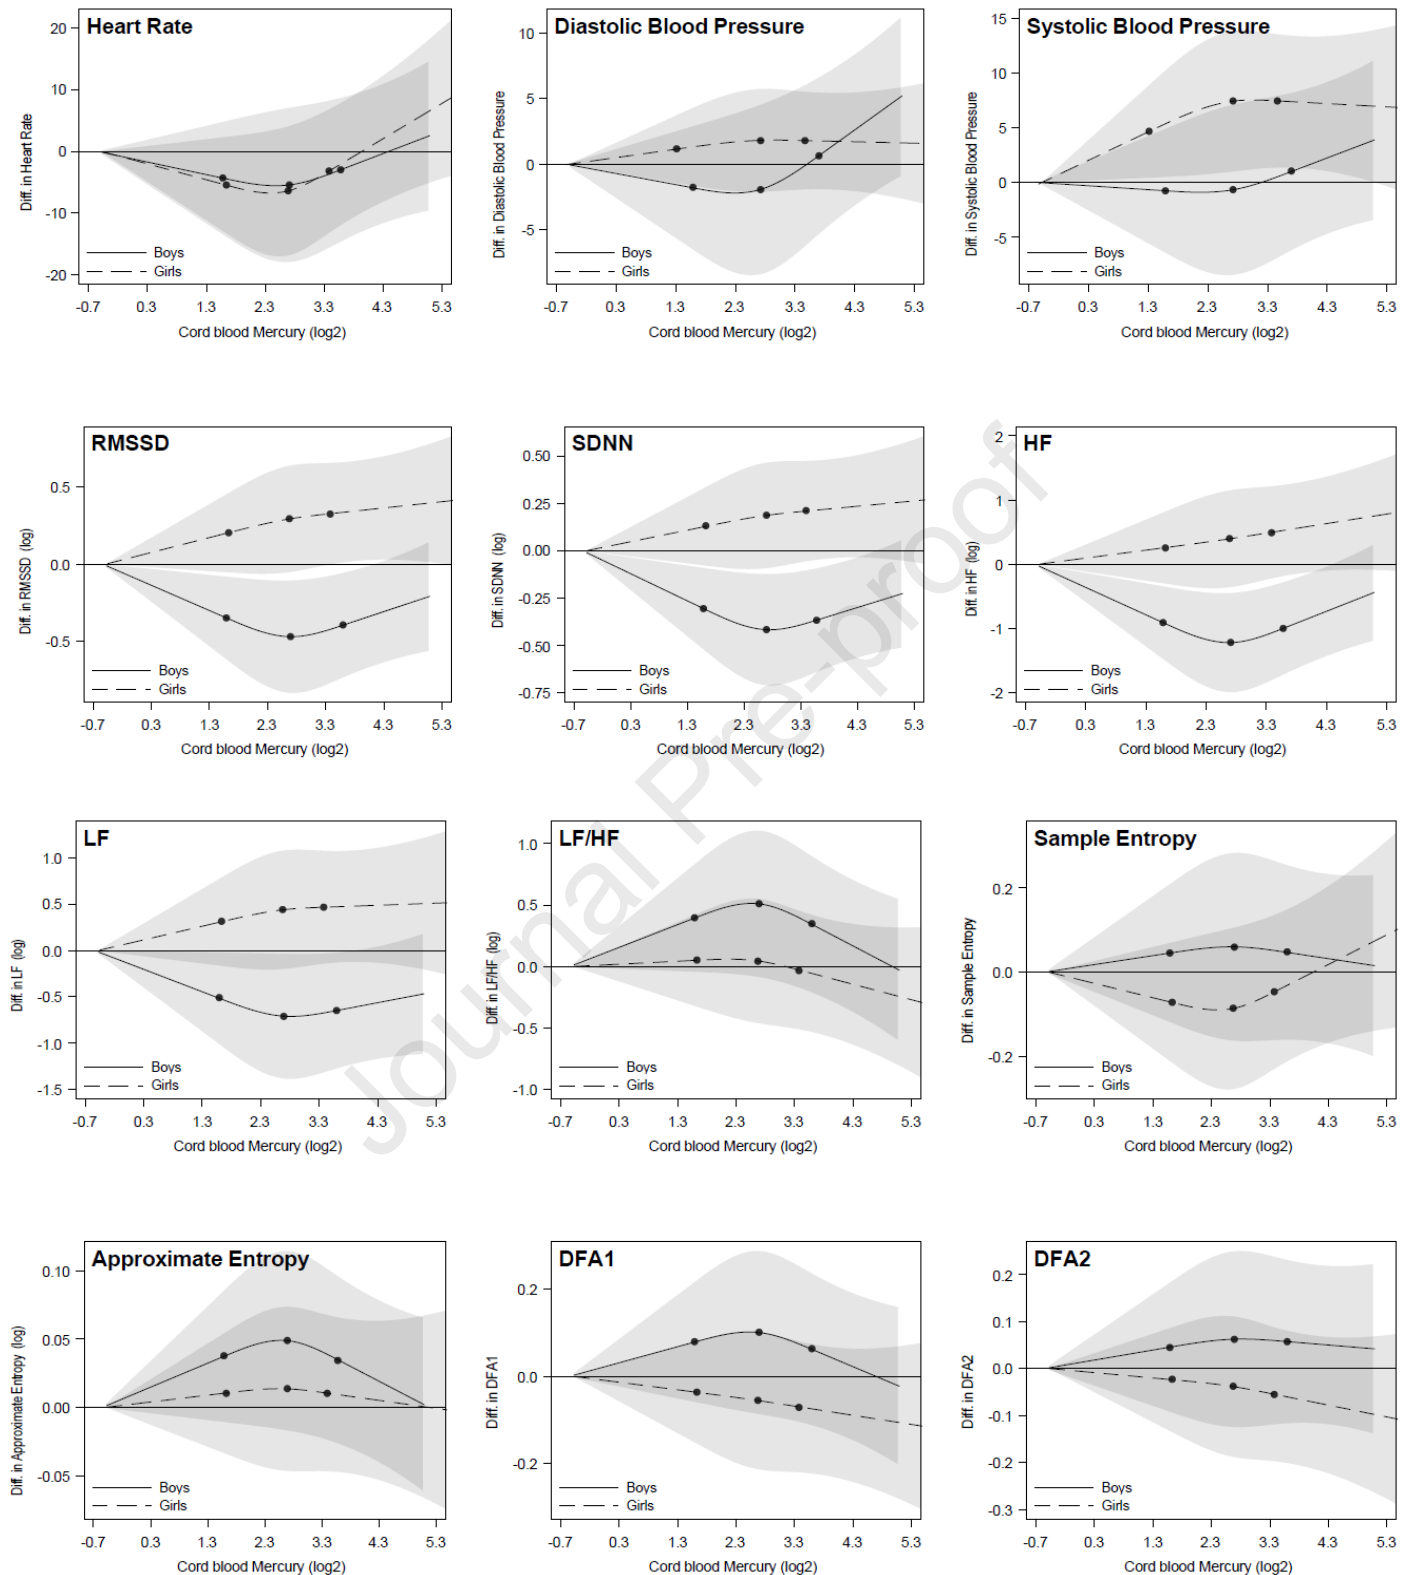 Heart Rate
Diff. in Heart Rate
20
10
0
-10
-20
Boys
Girls
-0.7 0.3 1.3 2.3 3.3 4.3 5.3
Cord blood Mercury (log2)
Diastolic Blood Pressure
Diff. in Diastolic Blood Pressure
10
5
0
-5
Boys
Girls
-0.7 0.3 1.3 2.3 3.3 4.3 5.3
Cord blood Mercury (log2)
Systolic Blood Pressure
Diff. in Systolic Blood Pressure
15
10
5
0
-5
Boys
Girls
-0.7 0.3 1.3 2.3 3.3 4.3 5.3
Cord blood Mercury (log2)
RMSSD
Diff. in RMSSD (log)
0.5
0.0
-0.5
Boys
Girls
-0.7 0.3 1.3 2.3 3.3 4.3 5.3
Cord blood Mercury (log2)
SDNN
Diff. in SDNN (log)
0.50
0.25
0.00
-0.25
-0.50
-0.75
Boys
Girls
-0.7 0.3 1.3 2.3 3.3 4.3 5.3
Cord blood Mercury (log2)
HF
Diff. in HF (log)
2
1
0
-1
-2
Boys
Girls
-0.7 0.3 1.3 2.3 3.3 4.3 5.3
Cord blood Mercury (log2)
LF
Diff. in LF (log)
1.0
0.5
0.0
-0.5
-1.0
-1.5
Boys
Girls
-0.7 0.3 1.3 2.3 3.3 4.3 5.3
Cord blood Mercury (log2)
LF/HF
Diff. in LF/HF (log)
1.0
0.5
0.0
-0.5
-1.0
Boys
Girls
-0.7 0.3 1.3 2.3 3.3 4.3 5.3
Cord blood Mercury (log2)
Sample Entropy
Diff. in Sample Entropy
0.2
0.0
-0.2
Boys
Girls
-0.7 0.3 1.3 2.3 3.3 4.3 5.3
Cord blood Mercury (log2)
Approximate Entropy
Diff. in Approximate Entropy (log)
0.10
0.05
0.00
-0.05
Boys
Girls
-0.7 0.3 1.3 2.3 3.3 4.3 5.3
Cord blood Mercury (log2)
DFA1
Diff. in DFA1
0.2
0.0
-0.2
Boys
Girls
-0.7 0.3 1.3 2.3 3.3 4.3 5.3
Cord blood Mercury (log2)
DFA2
Diff. in DFA2
0.2
0.1
0.0
-0.1
-0.2
-0.3
Boys
Girls
-0.7 0.3 1.3 2.3 3.3 4.3 5.3
Cord blood Mercury (log2)
Journal Pre-proof